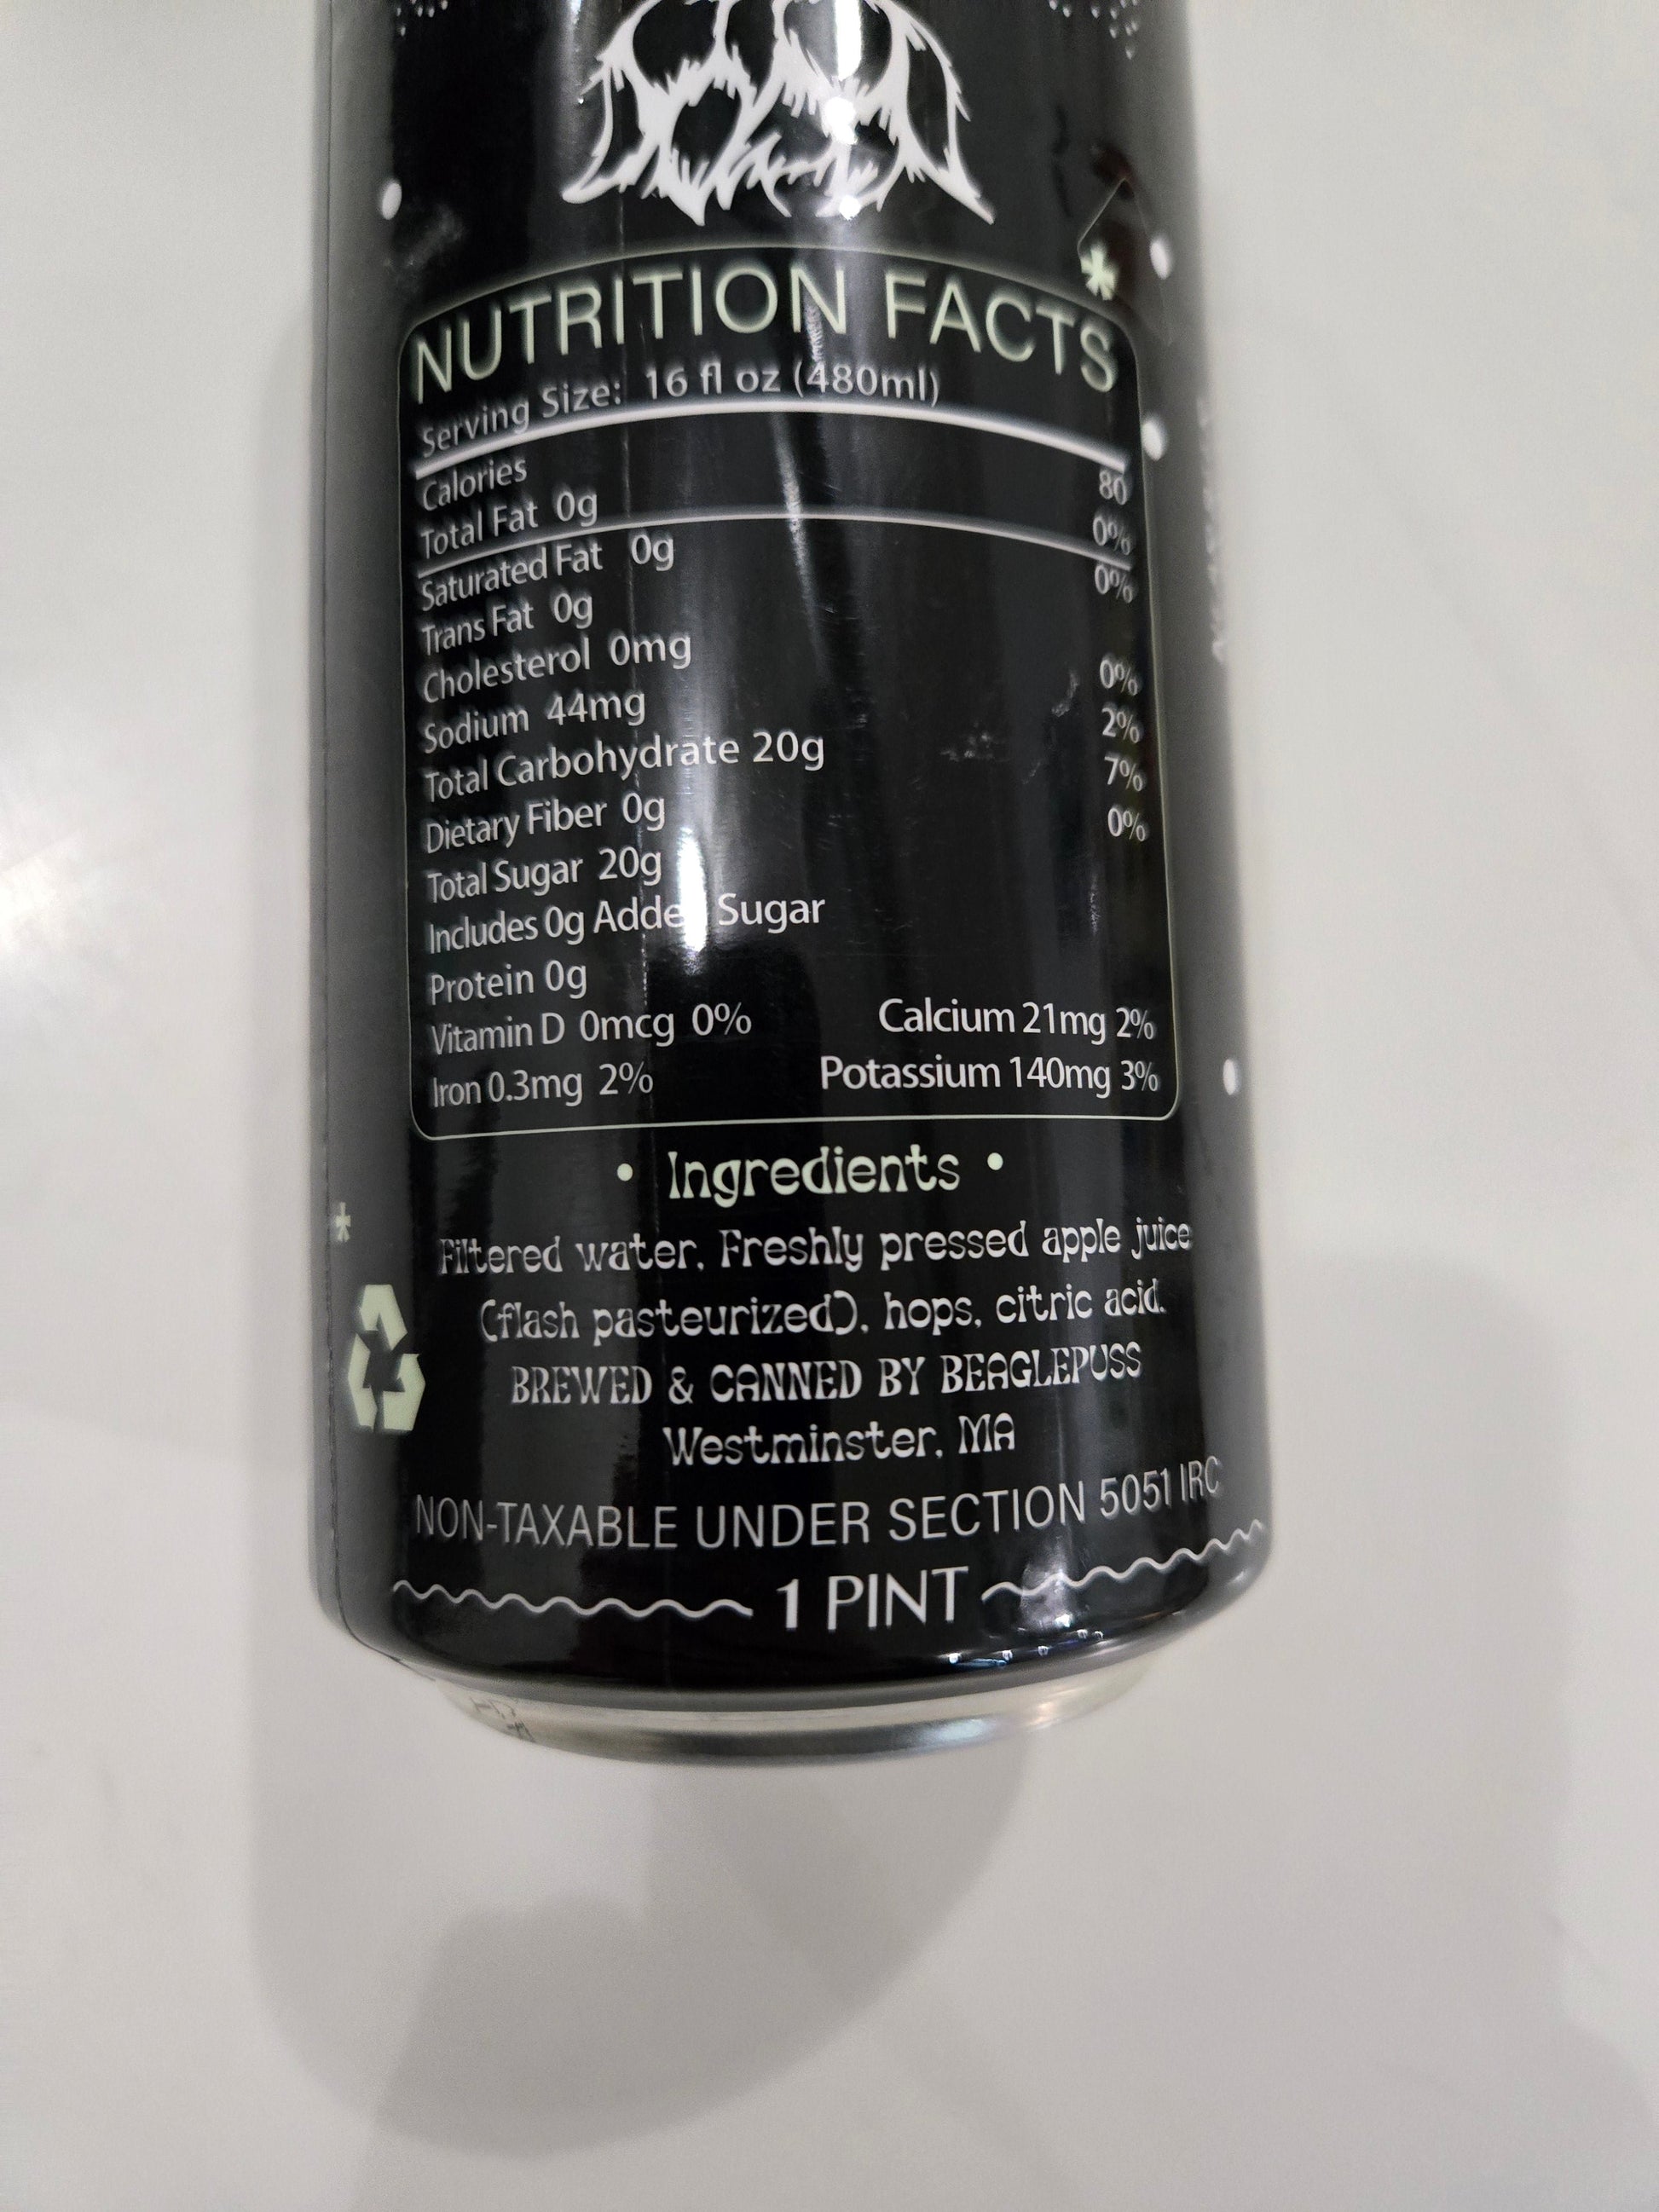 NUTRITION FACTS
Serving Size: 16 fl oz (480ml)
Calories 80
Total Fat 0g 0%
Saturated Fat 0g 0%
Trans Fat 0g
Cholesterol 0mg 0%
Sodium 44mg 2%
Total Carbohydrate 20g 7%
Dietary Fiber 0g 0%
Total Sugar 20g
Includes 0g Added Sugar
Protein 0g
Vitamin D 0mcg 0% Calcium 21mg 2%
Iron 0.3mg 2% Potassium 140mg 3%
• Ingredients •
Filtered water, Freshly pressed apple juice
(flash pasteurized), hops, citric acid.
BREWED & CANNED BY BEAGLEPUSS
Westminster, MA
NON-TAXABLE UNDER SECTION 5051 IRC
1 PINT